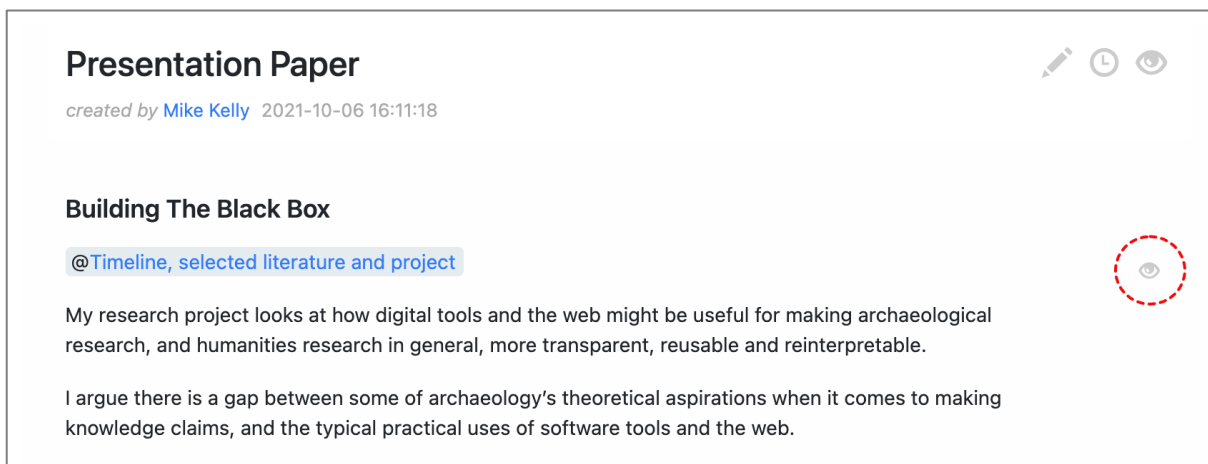 Presentation Paper
created by Mike Kelly 2021-10-06 16:11:18
Building The Black Box
@Timeline, selected literature and project
My research project looks at how digital tools and the web might be useful for making archaeological
research, and humanities research in general, more transparent, reusable and reinterpretable.
I argue there is a gap between some of archaeology’s theoretical aspirations when it comes to making
knowledge claims, and the typical practical uses of software tools and the web.